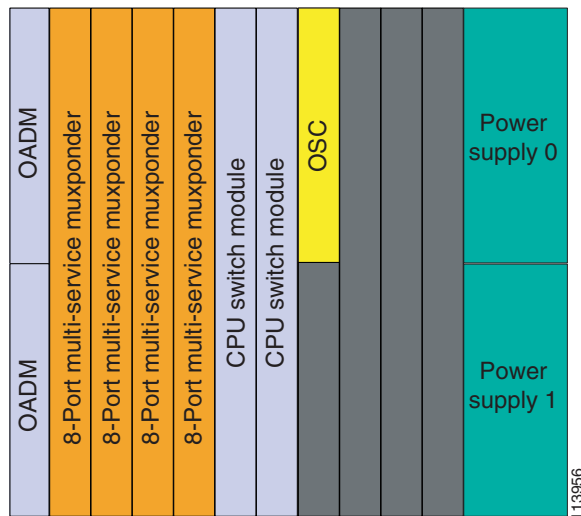 OADM
OADM
8-Port multi-service muxponder
8-Port multi-service muxponder
8-Port multi-service muxponder
8-Port multi-service muxponder
CPU switch module
CPU switch module
OSC
Power
supply 0
Power
supply 1
113956